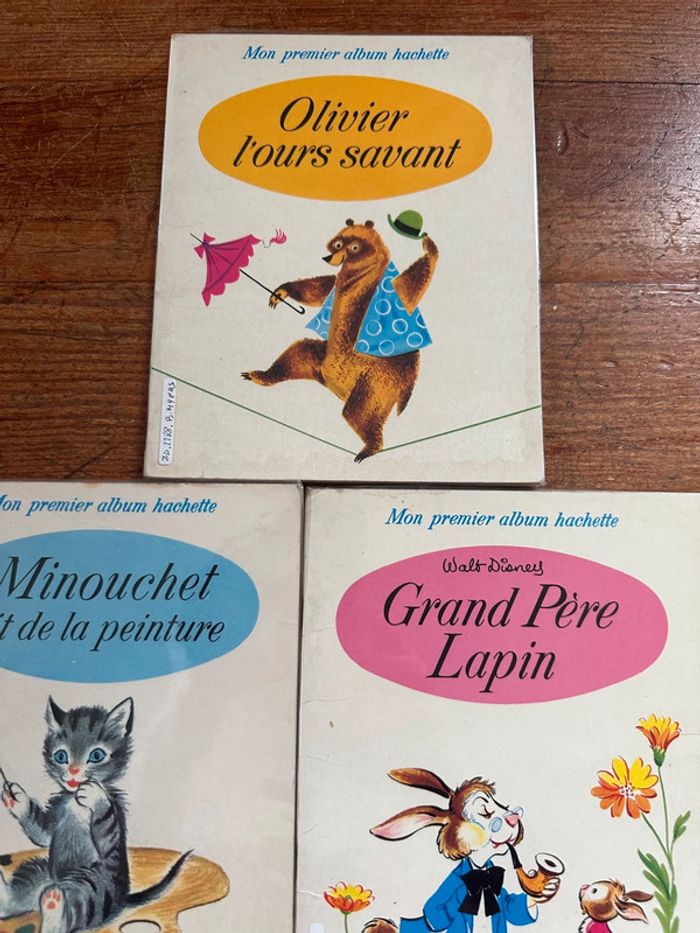 Mon premier album hachette
Olivier
l'ours savant
Mon premier album hachette
Minouchet
it de la peinture
Mon premier album hachette
Walt Disney
Grand Père
Lapin